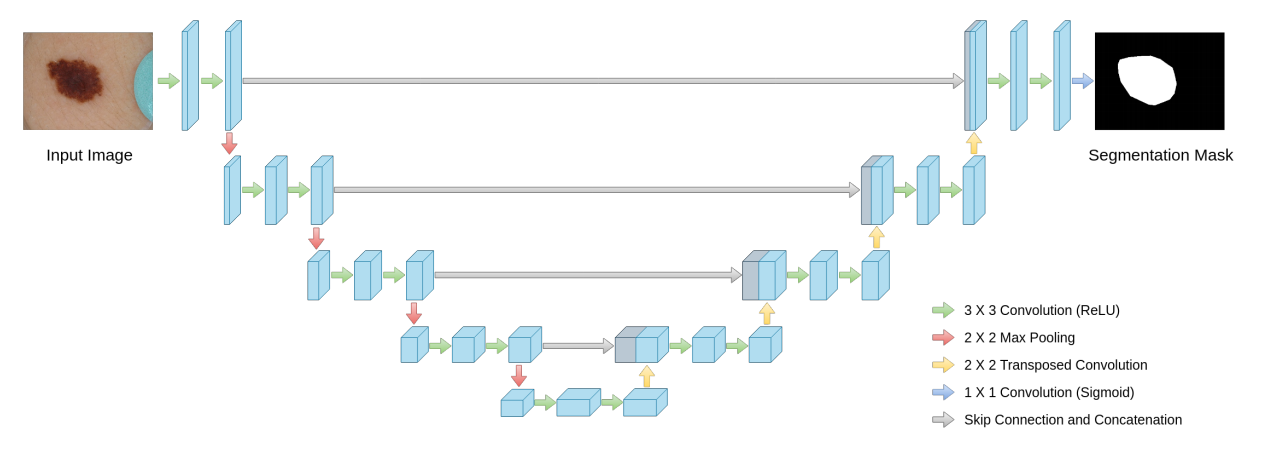 Input Image
Segmentation Mask
3 X 3 Convolution (ReLU)
2 X 2 Max Pooling
2 X 2 Transposed Convolution
1 X 1 Convolution (Sigmoid)
Skip Connection and Concatenation